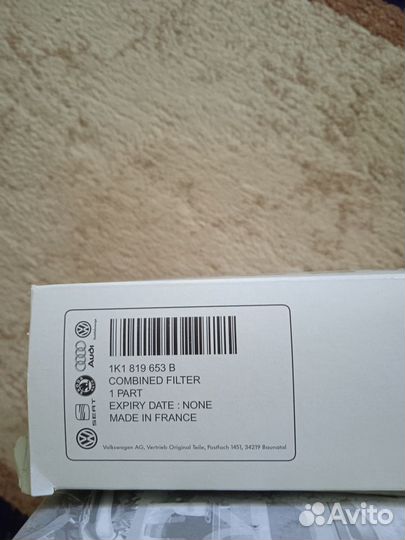 1K1 819 653 B
COMBINED FILTER
1 PART
EXPIRY DATE : NONE
MADE IN FRANCE
Audi
SEAT
Volkswagen AG, Vertrieb Original Teile, Postfach 1451, 34219 Baunatal
Avito